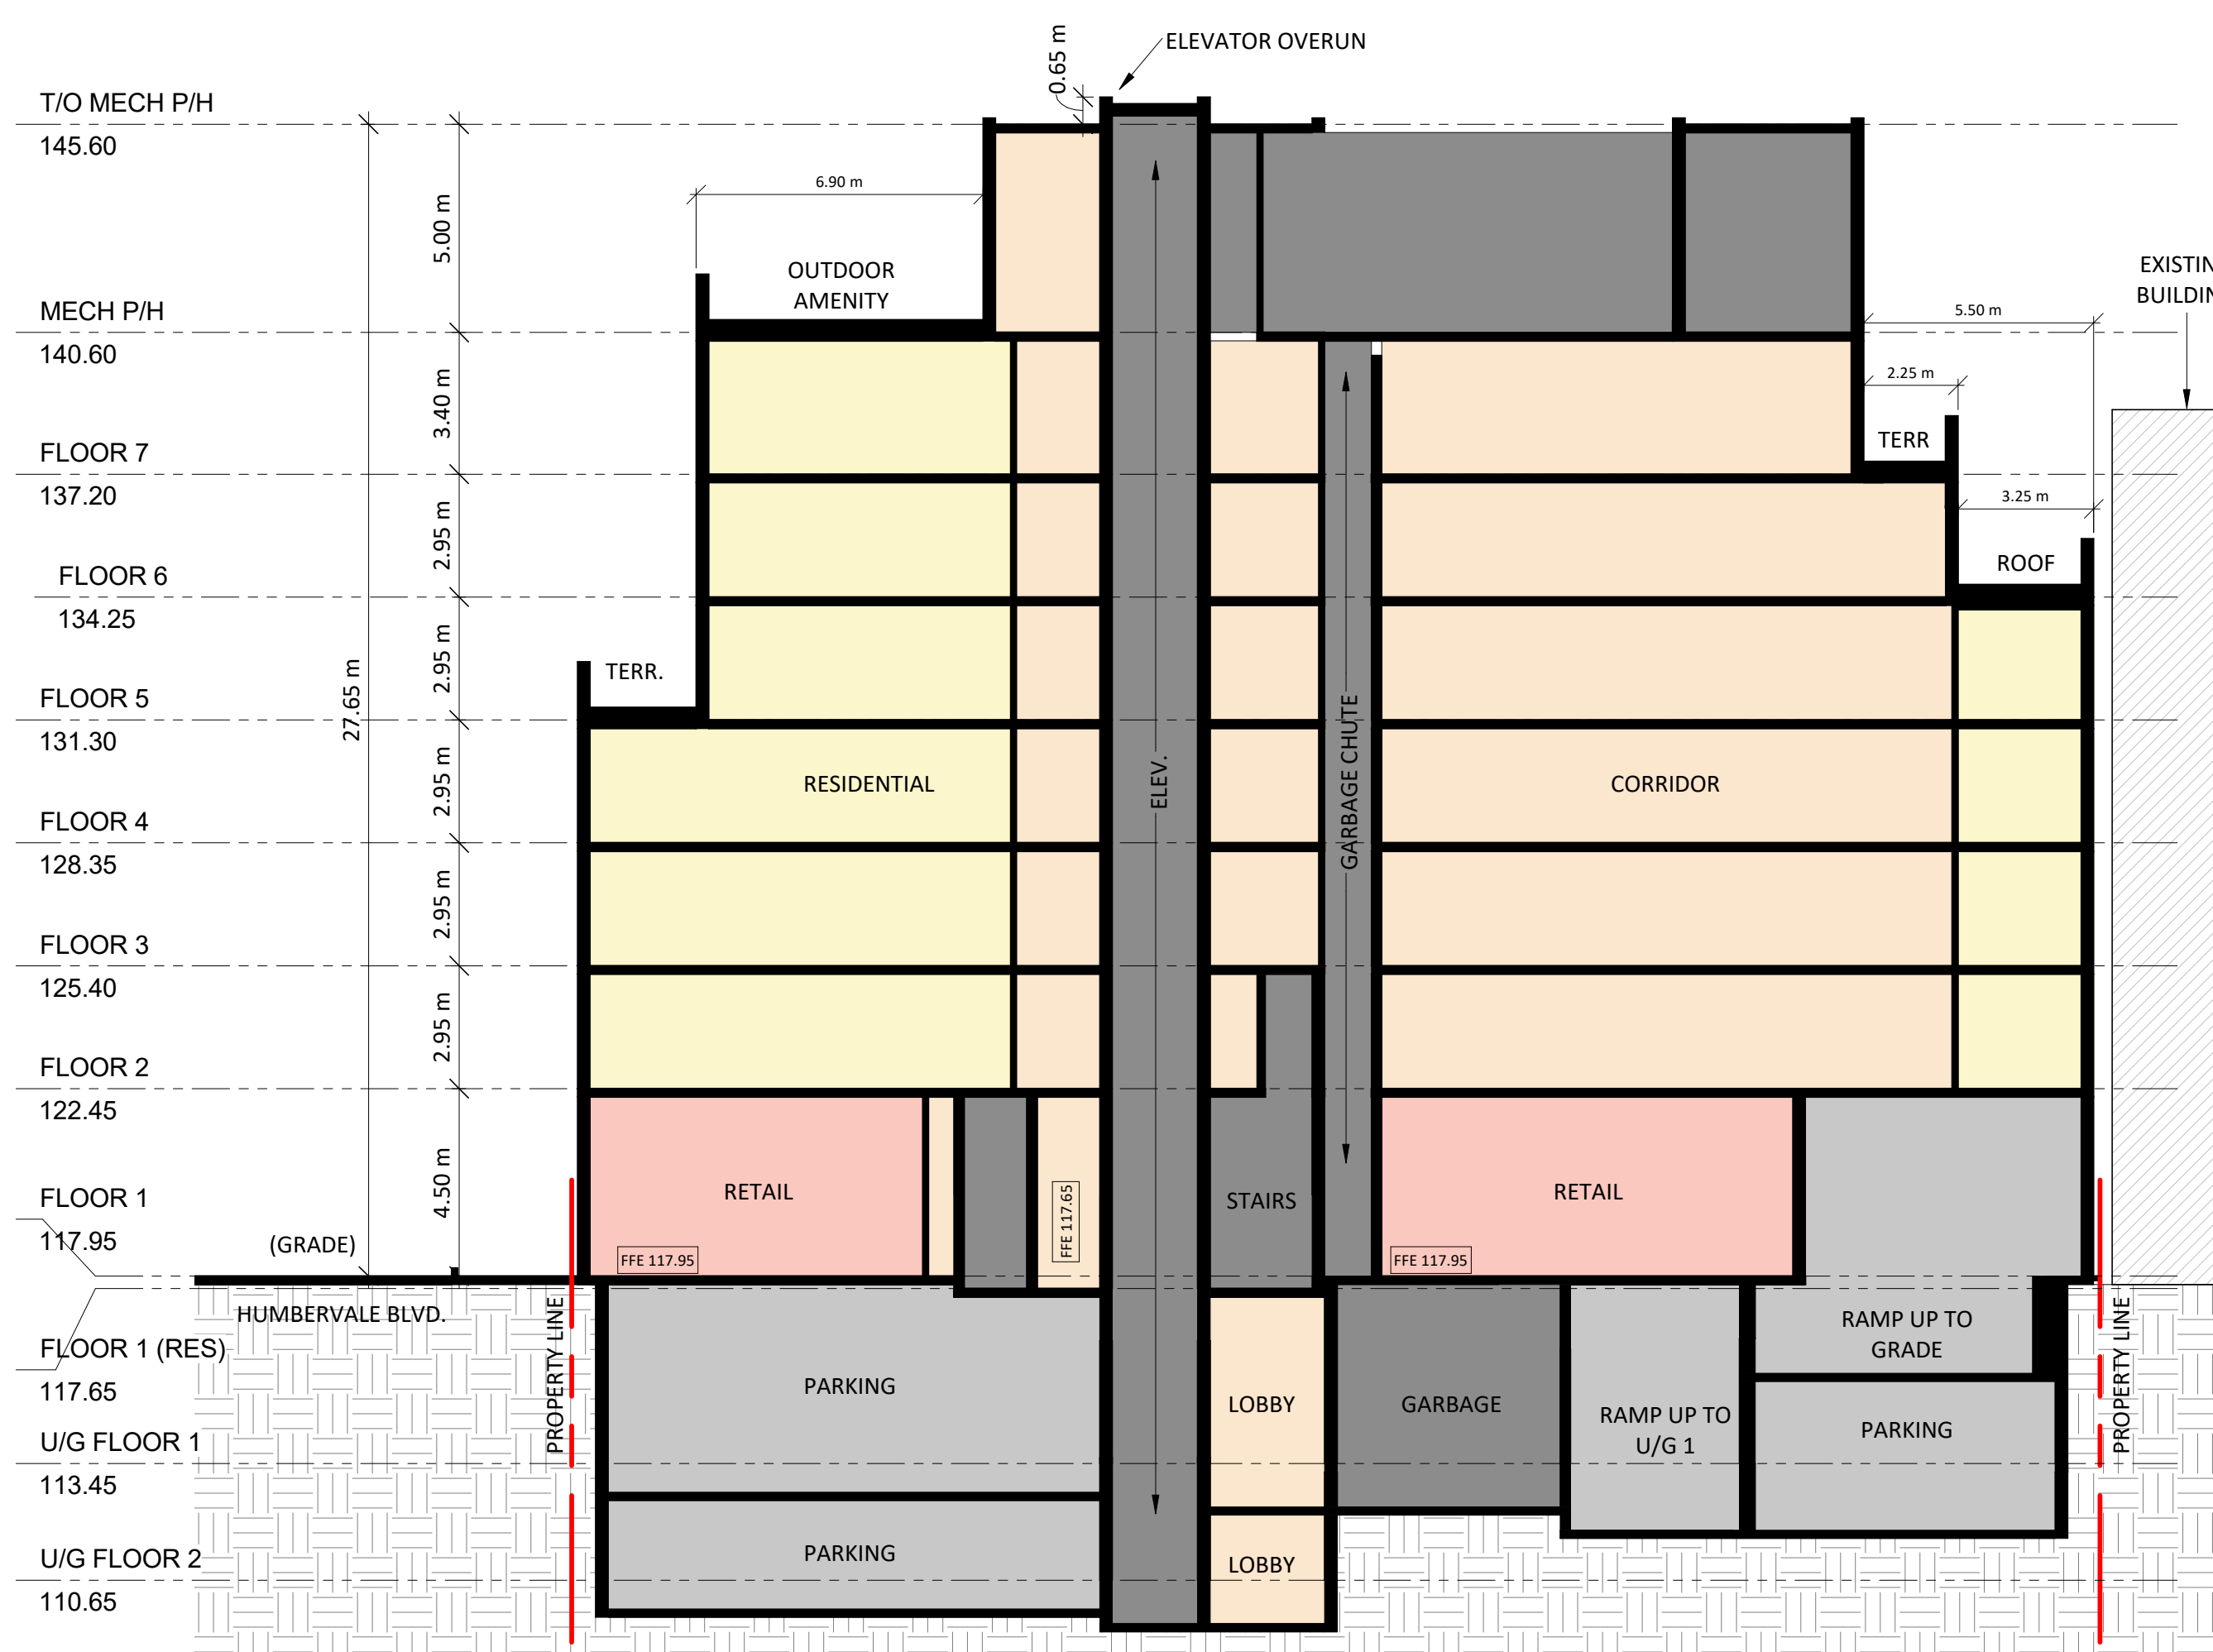 ELEVATOR OVERUN
0.65 m
T/O MECH P/H
145.60
6.90 m
5.00 m
OUTDOOR
AMENITY
EXISTIN
BUILDIN
MECH P/H
140.60
5.50 m
2.25 m
3.40 m
TERR
FLOOR 7
137.20
3.25 m
2.95 m
ROOF
FLOOR 6
134.25
2.95 m
TERR.
27.65 m
FLOOR 5
131.30
2.95 m
RESIDENTIAL
ELEV.
GARBAGE CHUTE
CORRIDOR
FLOOR 4
128.35
2.95 m
FLOOR 3
125.40
2.95 m
FLOOR 2
122.45
4.50 m
RETAIL
FFE 117.65
STAIRS
RETAIL
FLOOR 1
117.95
(GRADE)
FFE 117.95
FFE 117.95
HUMBERVALE BLVD.
PROPERTY LINE
PROPERTY LINE
RAMP UP TO
GRADE
FLOOR 1 (RES)
117.65
PARKING
LOBBY
GARBAGE
RAMP UP TO
U/G 1
PARKING
U/G FLOOR 1
113.45
PARKING
LOBBY
U/G FLOOR 2
110.65